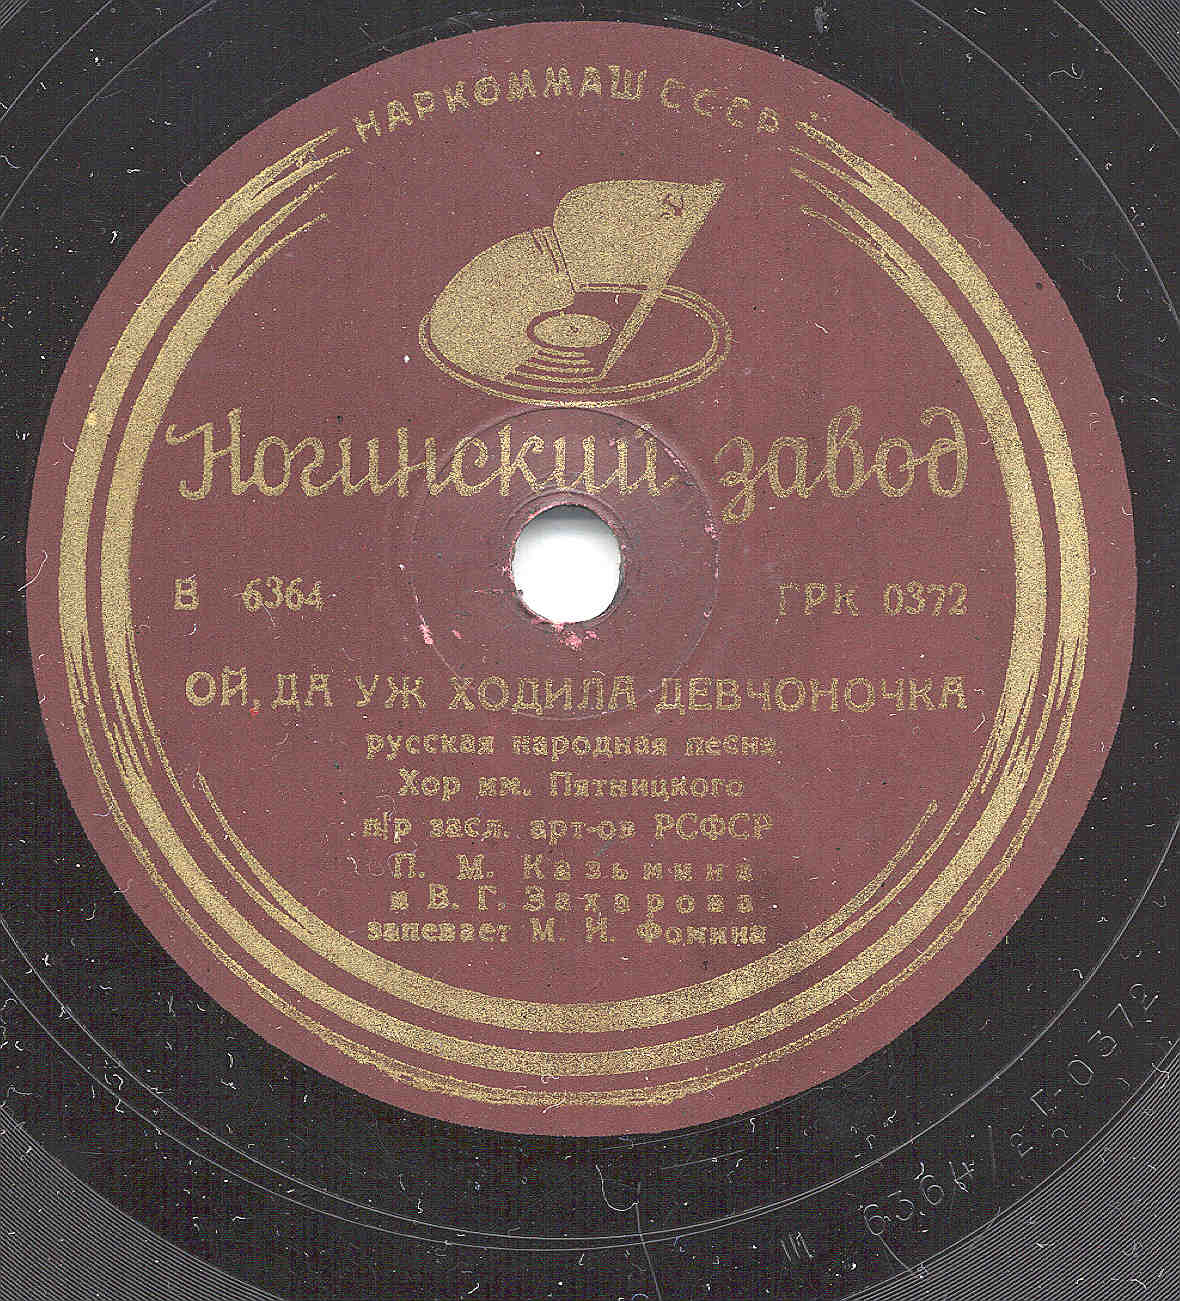 НАРКОММАШ СССР
Ногинский завод
В 6364
ГРК 0372
ОЙ, ДА УЖ ХОДИЛА ДЕВЧОНОЧКА
русская народная песня
Хор им. Пятницкого
п/р засл. арт-ов РСФСР
П. М. Казьмина
и В. Г. Захарова
запевает М. И. Фомина
6364/
Г-0372